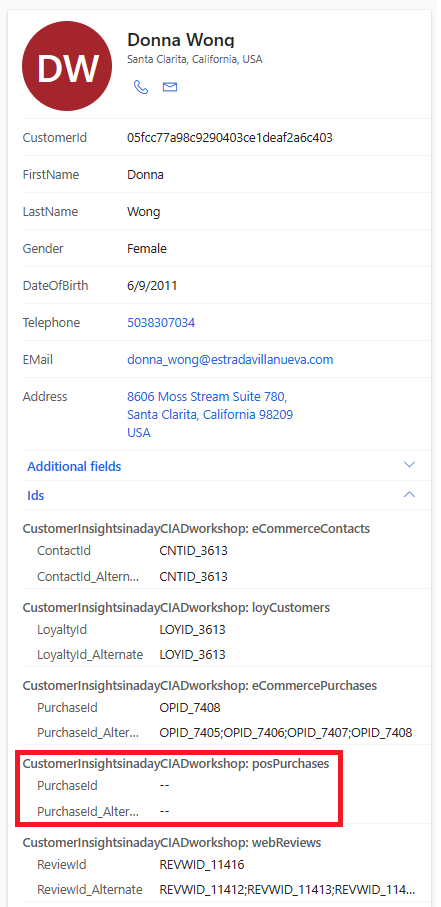 DW
Donna Wong
Santa Clarita, California, USA
CustomerId 05fcc77a98c9290403ce1deaf2a6c403
FirstName Donna
LastName Wong
Gender Female
DateOfBirth 6/9/2011
Telephone 5038307034
EMail donna_wong@estradavillanueva.com
Address 8606 Moss Stream Suite 780,
Santa Clarita, California 98209
USA
Additional fields
Ids
CustomerInsightsinadayCIADworkshop: eCommerceContacts
ContactId CNTID_3613
ContactId_Altern... CNTID_3613
CustomerInsightsinadayCIADworkshop: loyCustomers
LoyaltyId LOYID_3613
LoyaltyId_Alternate LOYID_3613
CustomerInsightsinadayCIADworkshop: eCommercePurchases
PurchaseId OPID_7408
PurchaseId_Alter... OPID_7405;OPID_7406;OPID_7407;OPID_7408
CustomerInsightsinadayCIADworkshop: posPurchases
PurchaseId --
PurchaseId_Alter... --
CustomerInsightsinadayCIADworkshop: webReviews
ReviewId REVWID_11416
ReviewId_Alternate REVWID_11412;REVWID_11413;REVWID_114...